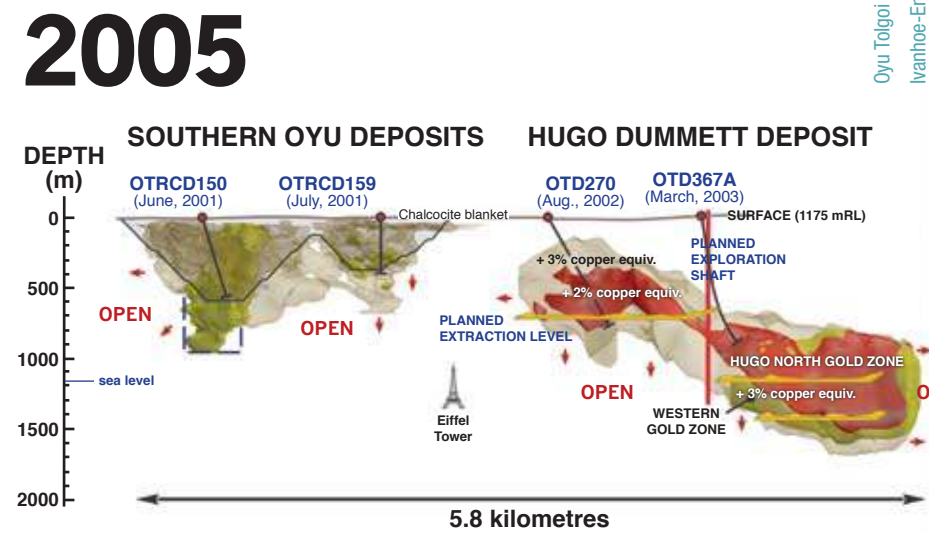 2005
Oyu Tolgoi
SOUTHERN OYU DEPOSITS
HUGO DUMMETT DEPOSIT
DEPTH
(m)
OTRCD150
(June, 2001)
OTRCD159
(July, 2001)
OTD270
(Aug., 2002)
OTD367A
(March, 2003)
0
500
1000
1500
2000
sea level
Chalcocite blanket
SURFACE (1175 mRL)
PLANNED
EXPLORATION
SHAFT
+ 3% copper equiv.
+ 2% copper equiv.
OPEN
OPEN
PLANNED
EXTRACTION LEVEL
OPEN
HUGO NORTH GOLD ZONE
+ 3% copper equiv.
WESTERN
GOLD ZONE
Eiffel
Tower
5.8 kilometres